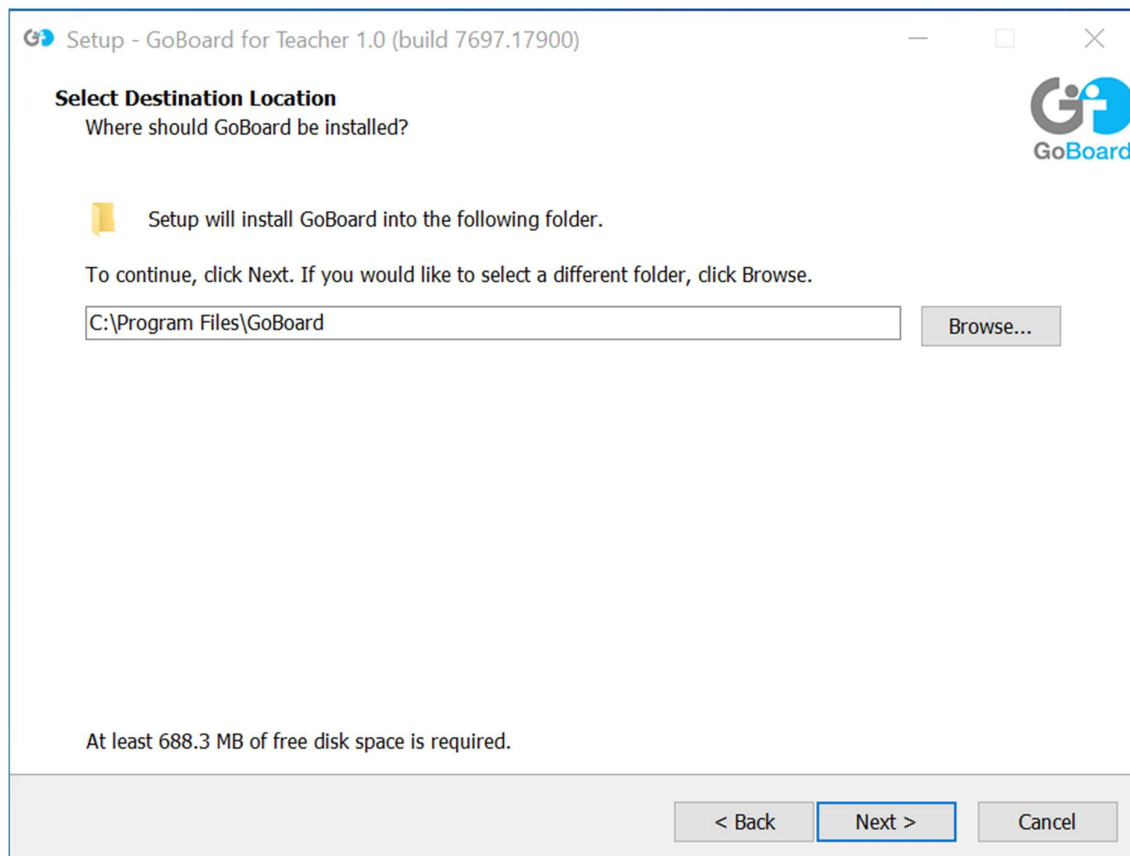 Setup - GoBoard for Teacher 1.0 (build 7697.17900)
Select Destination Location
Where should GoBoard be installed?
GoBoard
Setup will install GoBoard into the following folder.
To continue, click Next. If you would like to select a different folder, click Browse.
C:\Program Files\GoBoard
Browse...
At least 688.3 MB of free disk space is required.
< Back Next > Cancel